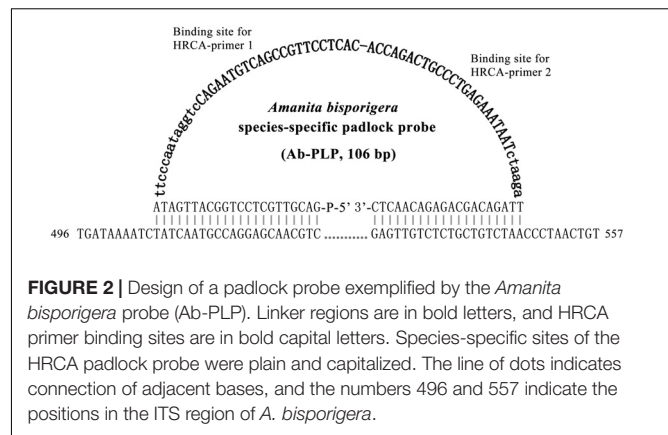 Binding site for
HRCA-primer 1
Binding site for
HRCA-primer 2
ttcccaataggtcCAGAATGTCAGCCGTTCCTCAC-ACCAGACTGCCCTGAGAAATAATctaaga
Amanita bisporigera
species-specific padlock probe
(Ab-PLP, 106 bp)
ATAGTTACGGTCCTCGTTGCAG-P-5' 3'-CTCAACAGAGACGACAGATT
496 TGATAAAATCTATCAATGCCAGGAGCAACGTC ........... GAGTTGTCTCTGCTGTCTAACCCTAACTGT 557
FIGURE 2 | Design of a padlock probe exemplified by the Amanita
bisporigera probe (Ab-PLP). Linker regions are in bold letters, and HRCA
primer binding sites are in bold capital letters. Species-specific sites of the
HRCA padlock probe were plain and capitalized. The line of dots indicates
connection of adjacent bases, and the numbers 496 and 557 indicate the
positions in the ITS region of A. bisporigera.